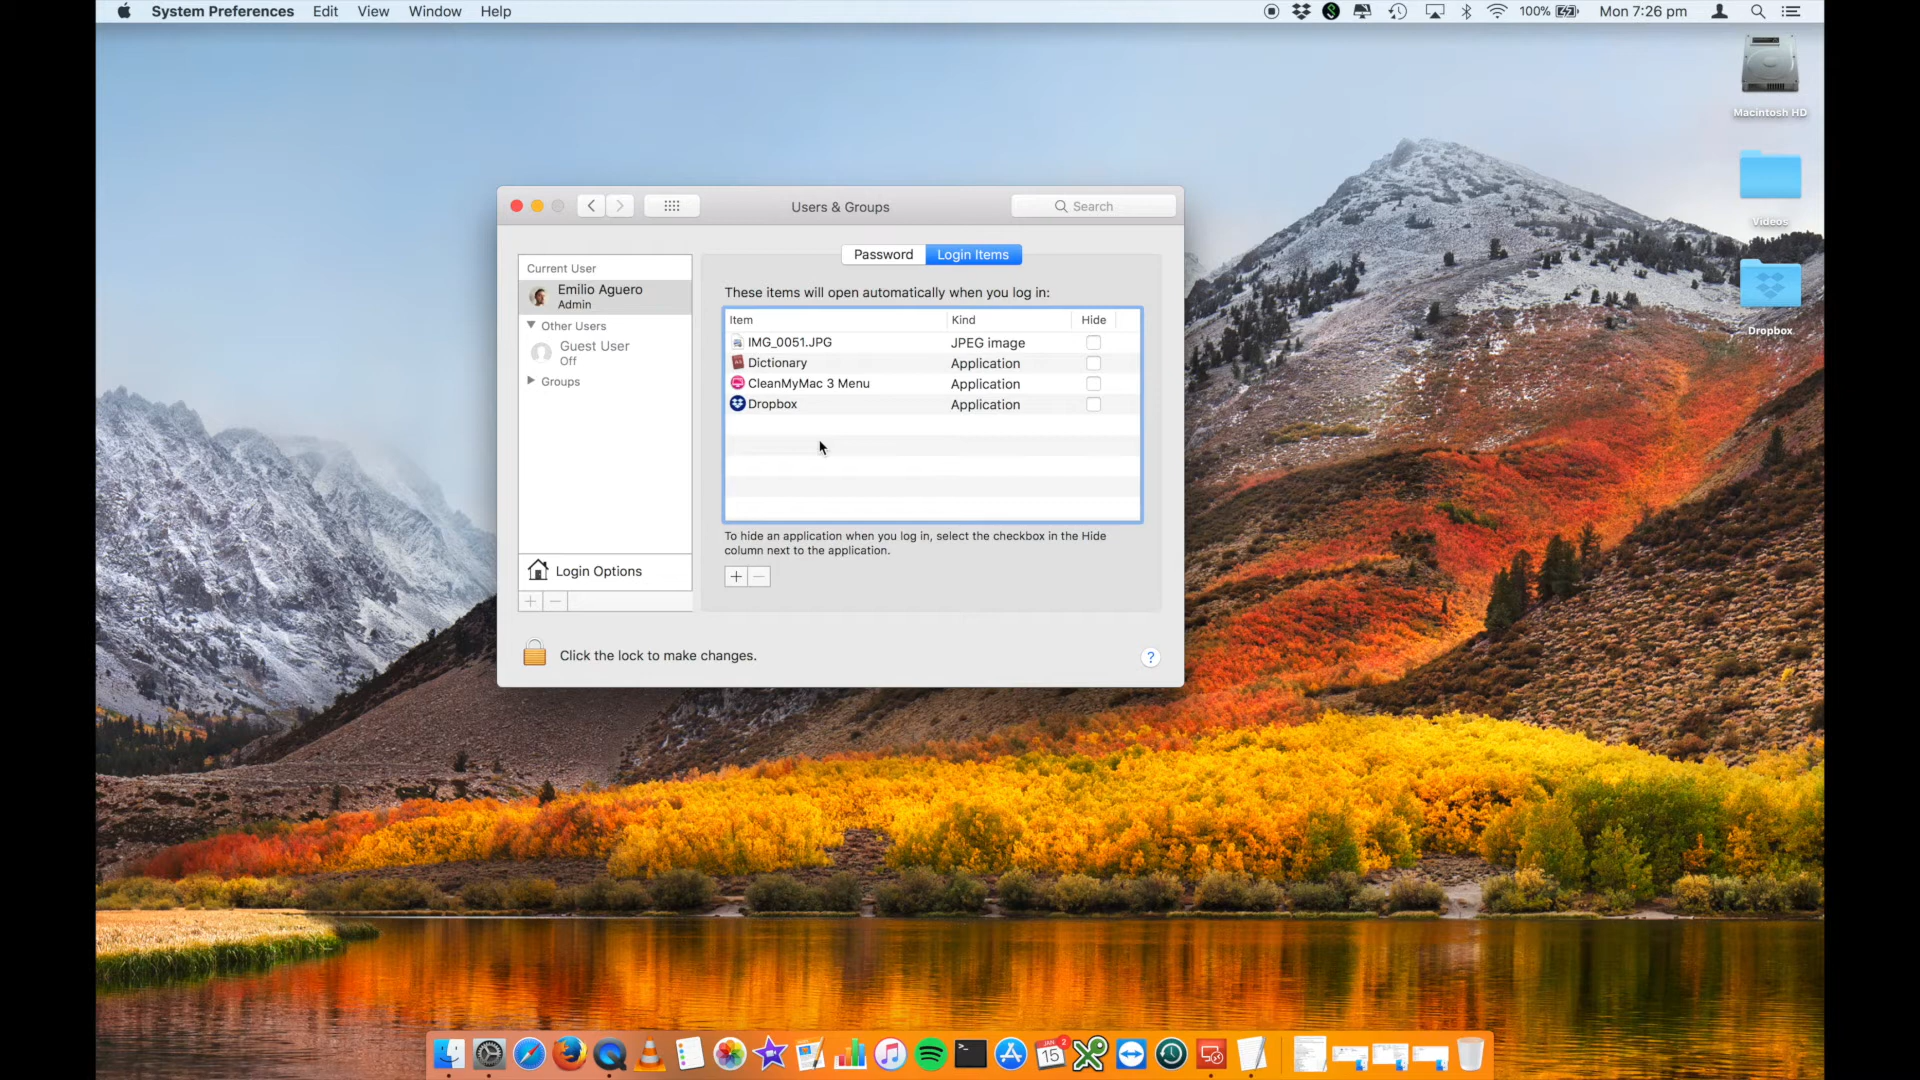 System Preferences Edit View Window Help
100% Mon 7:26 pm
Macintosh HD
Videos
Dropbox
Users & Groups
Search
Password Login Items
Current User
Emilio Aguero
Admin
Other Users
Guest User
Off
Groups
Login Options
+ −
These items will open automatically when you log in:
Item Kind Hide
IMG_0051.JPG JPEG image
Dictionary Application
CleanMyMac 3 Menu Application
Dropbox Application
To hide an application when you log in, select the checkbox in the Hide
column next to the application.
+ −
Click the lock to make changes.
?
JAN 2
15